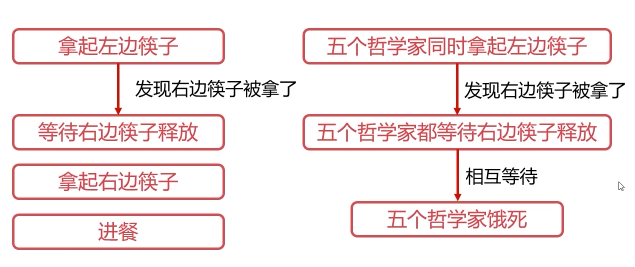 拿起左边筷子
发现右边筷子被拿了
等待右边筷子释放
拿起右边筷子
进餐
五个哲学家同时拿起左边筷子
发现右边筷子被拿了
五个哲学家都等待右边筷子释放
相互等待
五个哲学家饿死